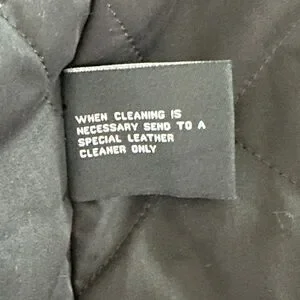 WHEN CLEANING IS
NECESSARY SEND TO A
SPECIAL LEATHER
CLEANER ONLY